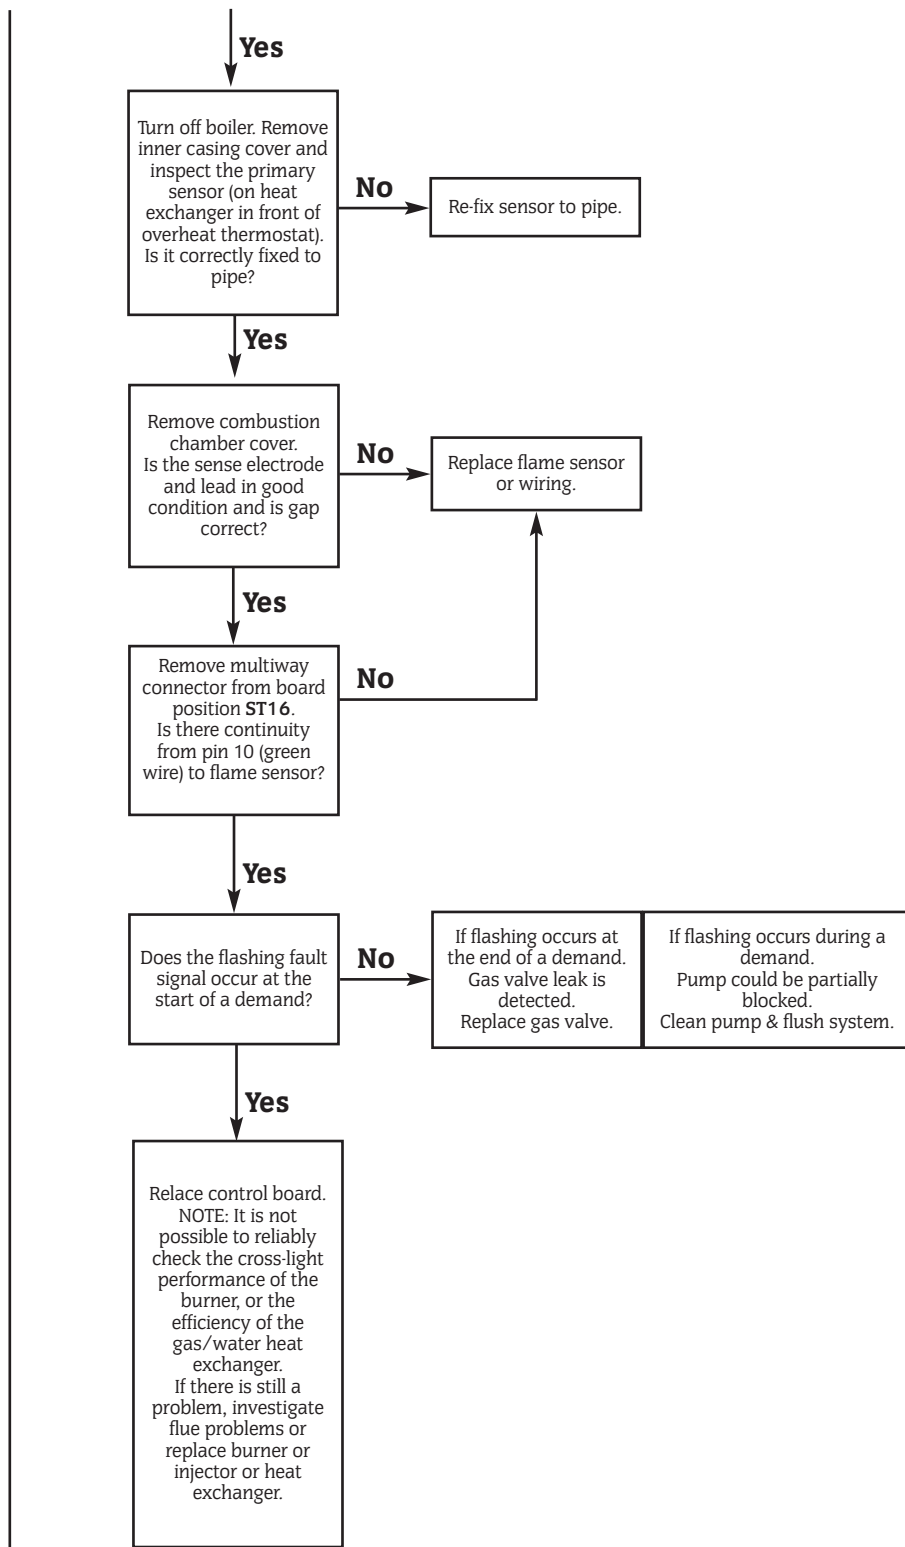 Yes
Turn off boiler. Remove
inner casing cover and
inspect the primary
sensor (on heat
exchanger in front of
overheat thermostat).
Is it correctly fixed to
pipe?
No
Re-fix sensor to pipe.
Yes
Remove combustion
chamber cover.
Is the sense electrode
and lead in good
condition and is gap
correct?
No
Replace flame sensor
or wiring.
Yes
Remove multiway
connector from board
position ST16.
Is there continuity
from pin 10 (green
wire) to flame sensor?
No
Yes
Does the flashing fault
signal occur at the
start of a demand?
No
If flashing occurs at
the end of a demand.
Gas valve leak is
detected.
Replace gas valve.
If flashing occurs during a
demand.
Pump could be partially
blocked.
Clean pump & flush system.
Yes
Relace control board.
NOTE: It is not
possible to reliably
check the cross-light
performance of the
burner, or the
efficiency of the
gas/water heat
exchanger.
If there is still a
problem, investigate
flue problems or
replace burner or
injector or heat
exchanger.